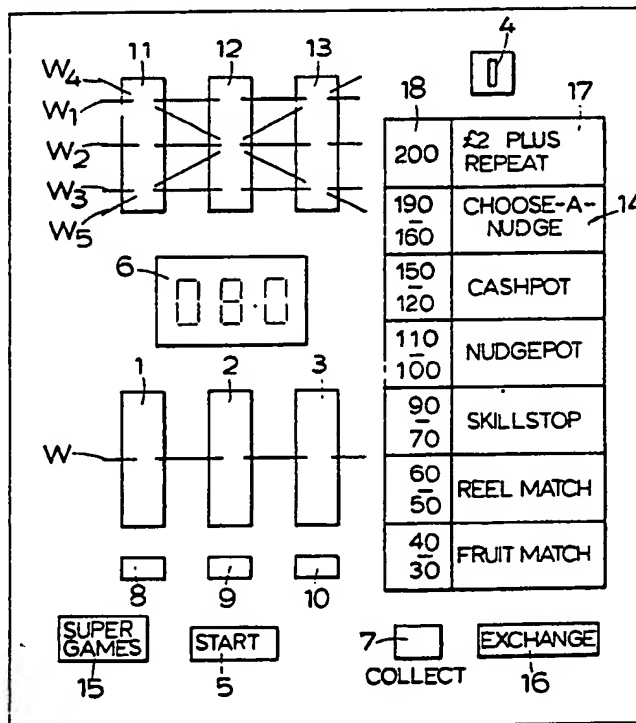 4
11 12 13
W4
W1
W2
W3
W5
18 17
200 £2 PLUS REPEAT
190-160 CHOOSE-A-NUDGE 14
150-120 CASHPOT
110-100 NUDGEPOT
90-70 SKILLSTOP
60-50 REEL MATCH
40-30 FRUIT MATCH
6
08.0
1 2 3
W
8 9 10
SUPER GAMES
15
START
5
7
COLLECT
EXCHANGE
16